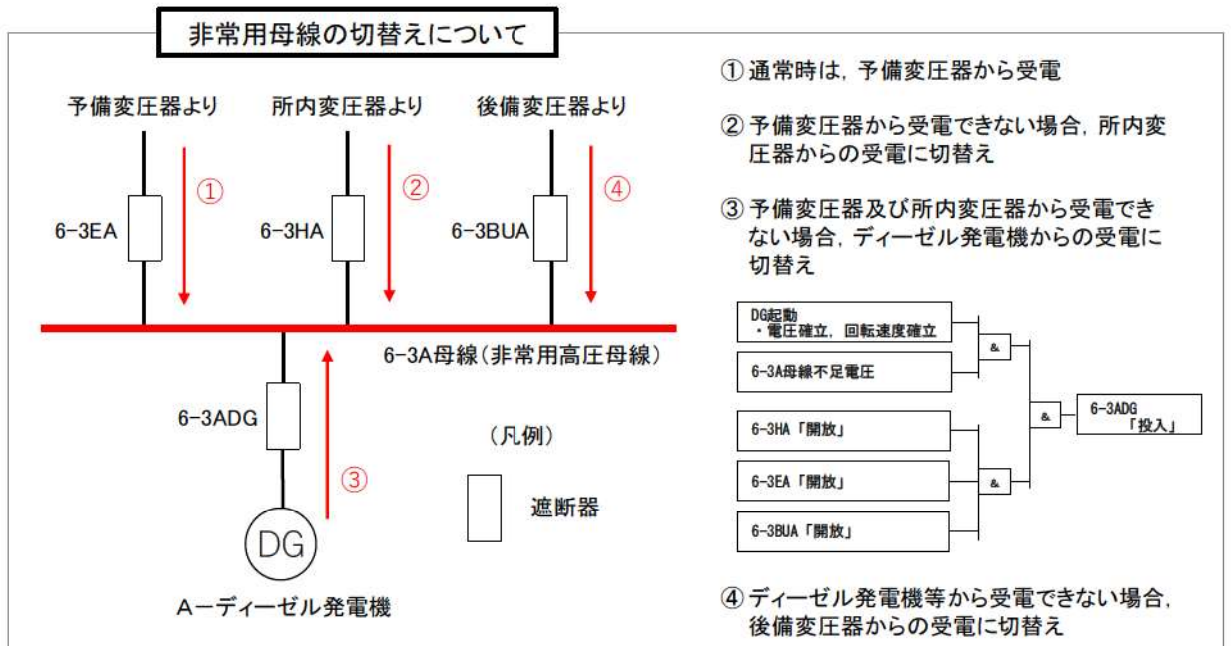 非常用母線の切替えについて
予備変圧器より
所内変圧器より
後備変圧器より
①
②
④
6-3EA
6-3HA
6-3BUA
6-3A母線(非常用高圧母線)
6-3ADG
③
(凡例)
遮断器
DG
A-ディーゼル発電機
① 通常時は，予備変圧器から受電
② 予備変圧器から受電できない場合，所内変
圧器からの受電に切替え
③ 予備変圧器及び所内変圧器から受電でき
ない場合，ディーゼル発電機からの受電に
切替え
DG起動
・電圧確立，回転速度確立
6-3A母線不足電圧
&
6-3HA「開放」
6-3EA「開放」
6-3BUA「開放」
&
&
6-3ADG
「投入」
④ ディーゼル発電機等から受電できない場合，
後備変圧器からの受電に切替え